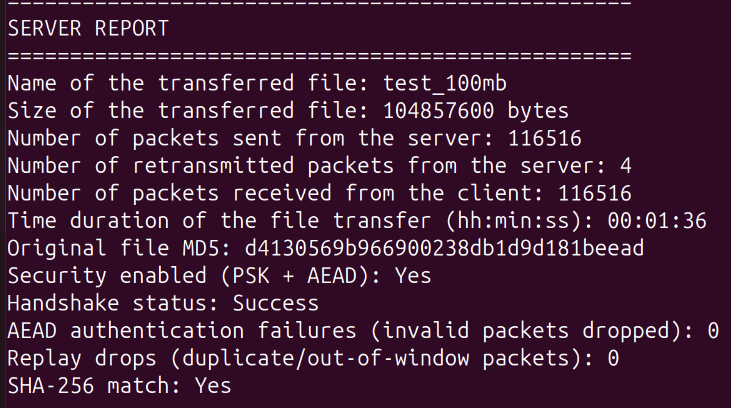 ==================================================
SERVER REPORT
==================================================
Name of the transferred file: test_100mb
Size of the transferred file: 104857600 bytes
Number of packets sent from the server: 116516
Number of retransmitted packets from the server: 4
Number of packets received from the client: 116516
Time duration of the file transfer (hh:min:ss): 00:01:36
Original file MD5: d4130569b966900238db1d9d181beead
Security enabled (PSK + AEAD): Yes
Handshake status: Success
AEAD authentication failures (invalid packets dropped): 0
Replay drops (duplicate/out-of-window packets): 0
SHA-256 match: Yes